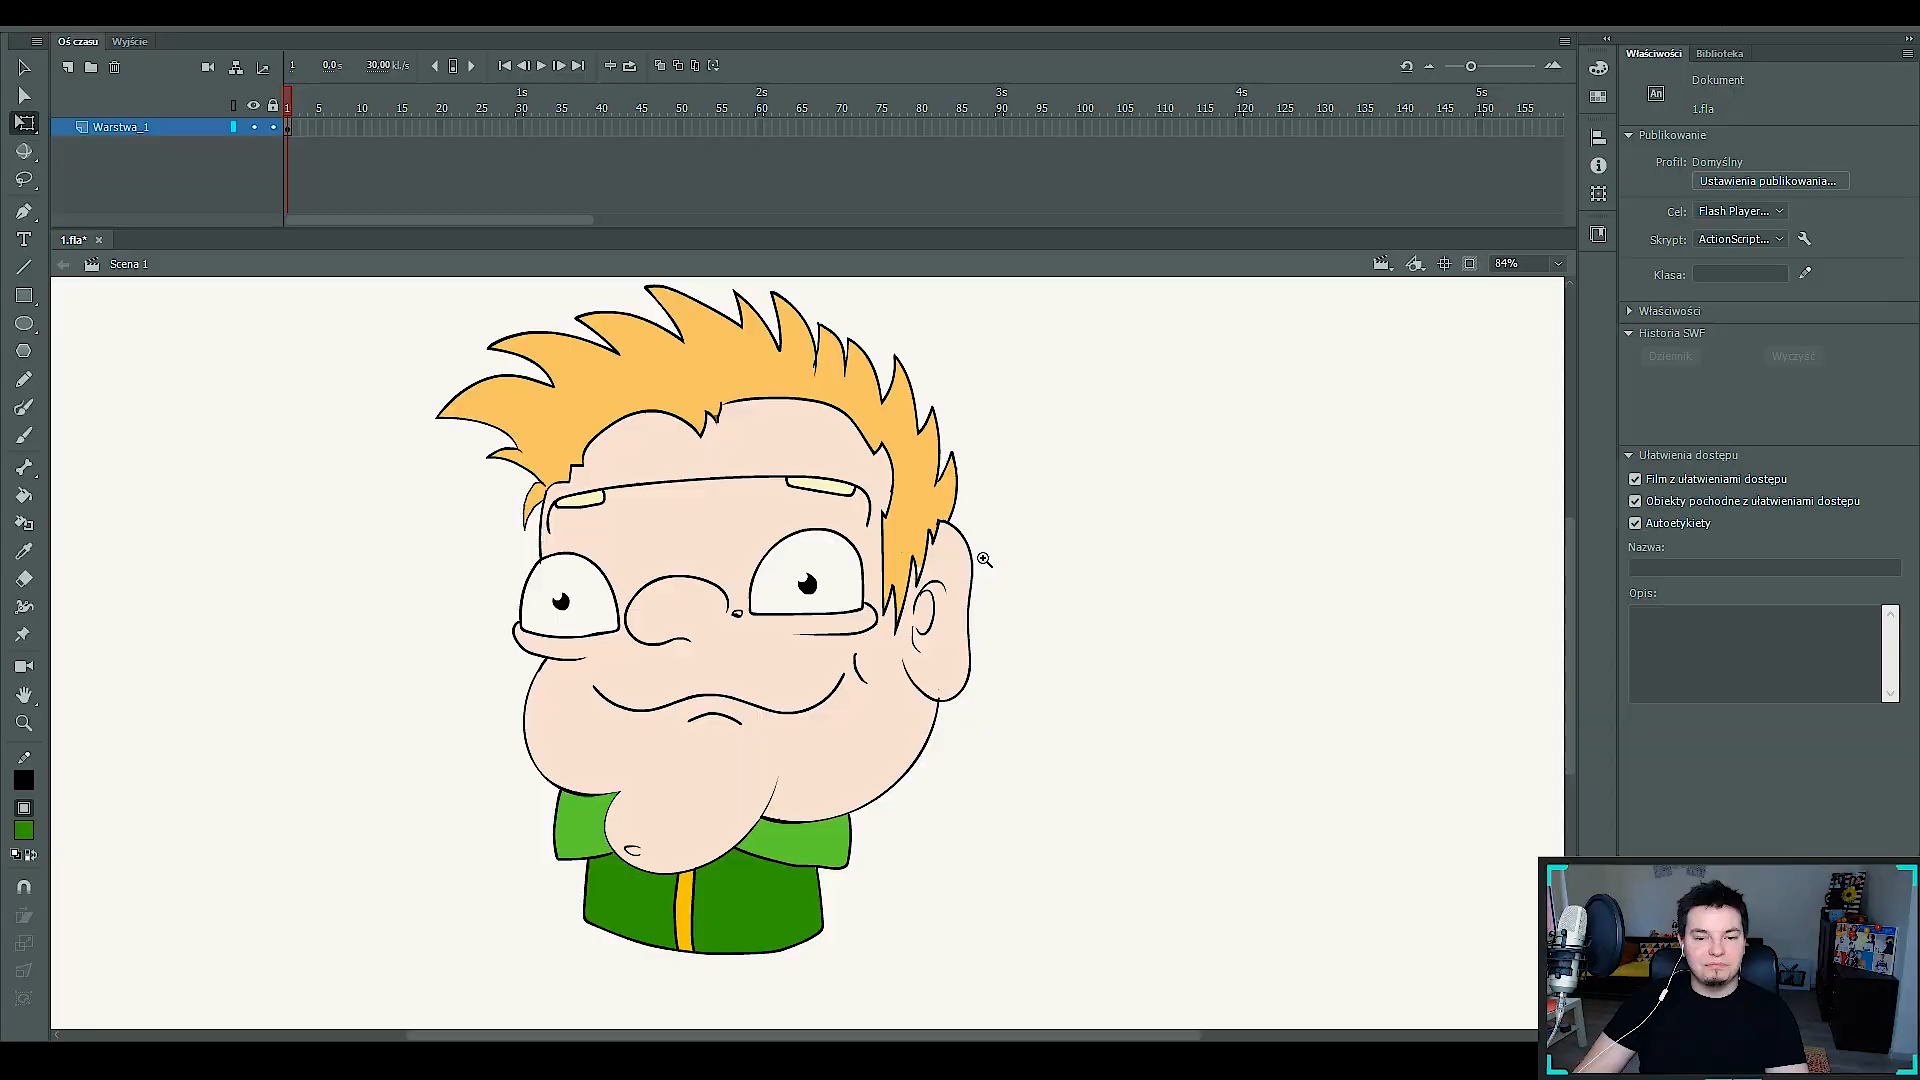 Oś czasu Wyjście
1 0,0 s 30,00 kl./s
1s 2s 3s 4s 5s
1 5 10 15 20 25 30 35 40 45 50 55 60 65 70 75 80 85 90 95 100 105 110 115 120 125 130 135 140 145 150 155
Warstwa_1
1.fla* ×
Scena 1
84%
Właściwości Biblioteka
Dokument
An
1.fla
Publikowanie
Profil: Domyślny
Ustawienia publikowania...
Cel: Flash Player...
Skrypt: ActionScript...
Klasa:
Właściwości
Historia SWF
Dziennik Wyczyść
Ułatwienia dostępu
Film z ułatwieniami dostępu
Obiekty pochodne z ułatwieniami dostępu
Autoetykiety
Nazwa:
Opis: